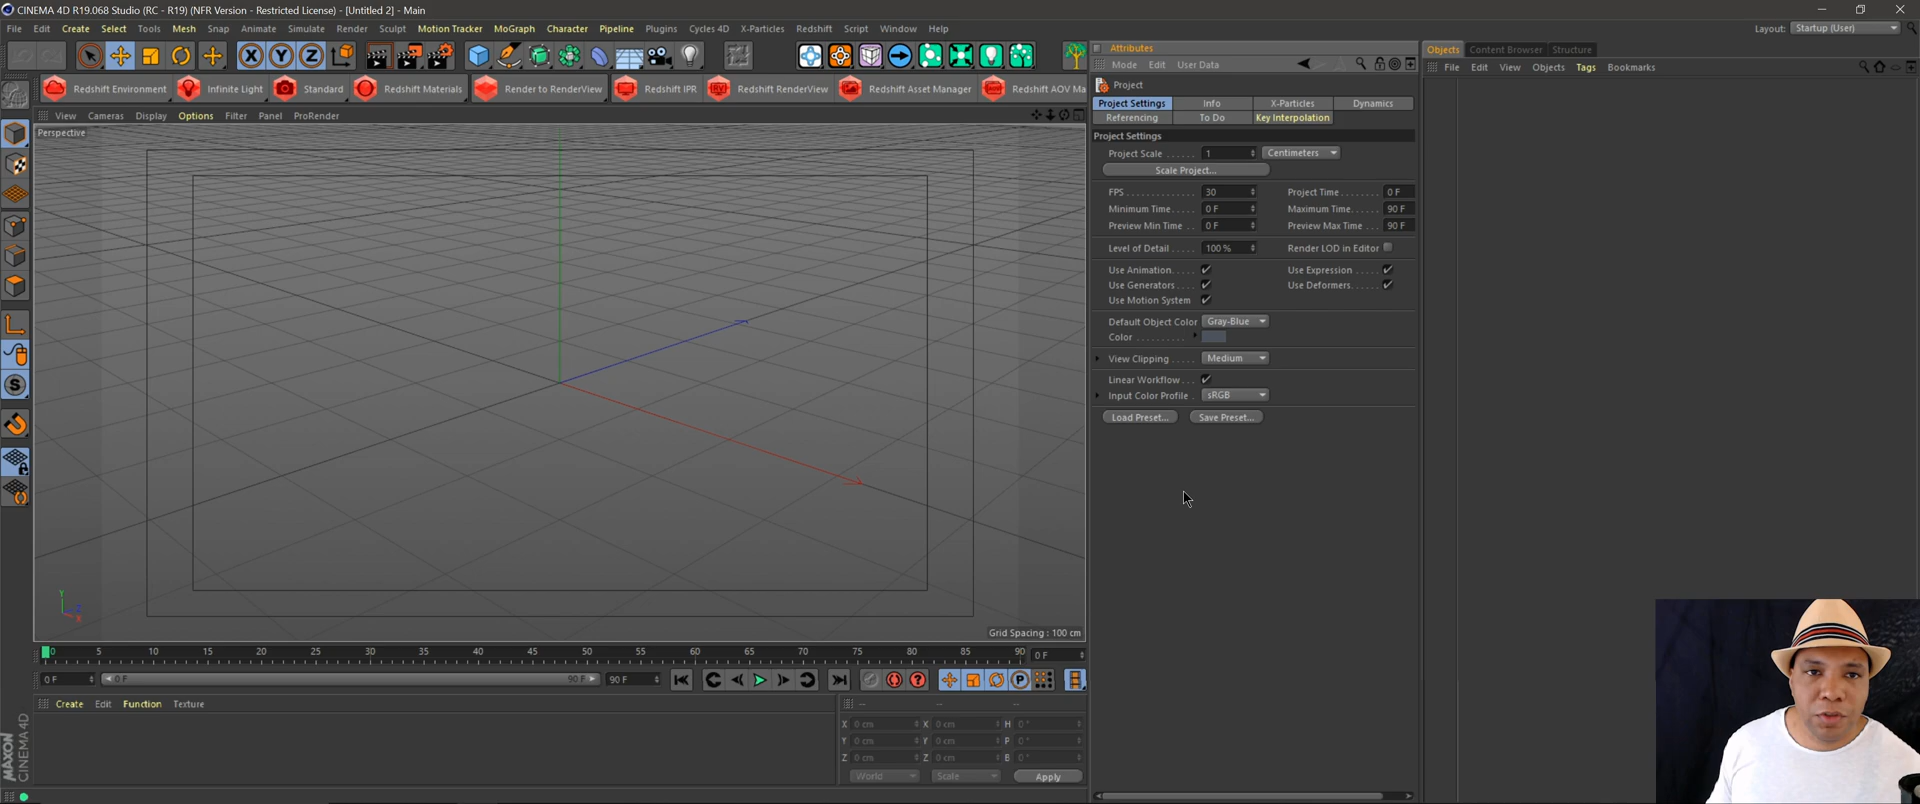 CINEMA 4D R19.068 Studio (RC - R19) (NFR Version - Restricted License) - [Untitled 2] - Main
File Edit Create Select Tools Mesh Snap Animate Simulate Render Sculpt Motion Tracker MoGraph Character Pipeline Plugins Cycles 4D X-Particles Redshift Script Window Help
Layout: Startup (User)
X Y Z
Redshift Environment Infinite Light Standard Redshift Materials Render to RenderView Redshift IPR Redshift RenderView Redshift Asset Manager Redshift AOV Ma
View Cameras Display Options Filter Panel ProRender
Perspective
Y
Z
X
Grid Spacing : 100 cm
0 5 10 15 20 25 30 35 40 45 50 55 60 65 70 75 80 85 90 0 F
0 F 0 F 90 F 90 F
Create Edit Function Texture
-- -- --
X 0 cm X 0 cm H 0 °
Y 0 cm Y 0 cm P 0 °
Z 0 cm Z 0 cm B 0 °
World Scale Apply
MAXON
CINEMA4D
Attributes
Mode Edit User Data
Project
Project Settings Info X-Particles Dynamics
Referencing To Do Key Interpolation
Project Settings
Project Scale ...... 1 Centimeters
Scale Project...
FPS ............... 30 Project Time ........ 0 F
Minimum Time ..... 0 F Maximum Time ..... 90 F
Preview Min Time .. 0 F Preview Max Time ... 90 F
Level of Detail ..... 100 % Render LOD in Editor
Use Animation ..... Use Expression .....
Use Generators .... Use Deformers ......
Use Motion System
Default Object Color Gray-Blue
Color ..........
View Clipping ..... Medium
Linear Workflow ...
Input Color Profile . sRGB
Load Preset... Save Preset...
Objects Content Browser Structure
File Edit View Objects Tags Bookmarks